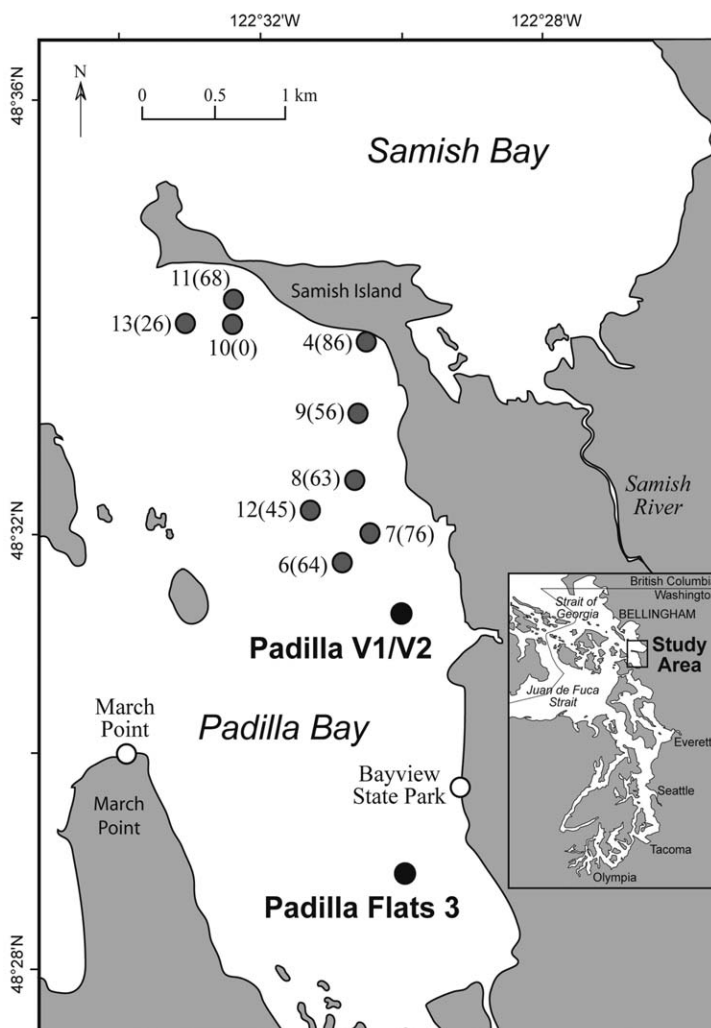 122°32'W
122°28'W
48°36'N
N
0
0.5
1 km
Samish Bay
11(68)
Samish Island
13(26)
10(0)
4(86)
9(56)
8(63)
Samish
River
12(45)
48°32'N
7(76)
6(64)
British Columbi
Washingto
Strait of
Georgia
BELLINGHAM
Padilla V1/V2
Study
Area
Juan de Fuca
Strait
March
Point
Padilla Bay
Everett
Bayview
State Park
Seattle
March
Point
Tacoma
Olympia
Padilla Flats 3
48°28'N